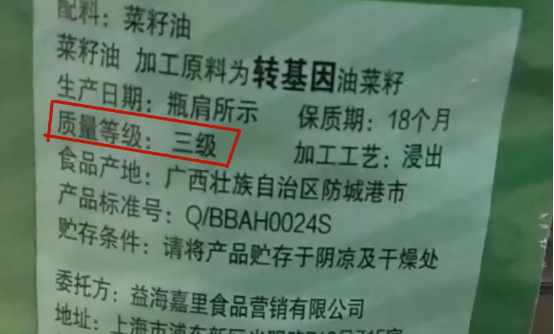 配料：菜籽油
菜籽油 加工原料为转基因油菜籽
生产日期：瓶肩所示 保质期：18个月
质量等级：三级 加工工艺：浸出
食品产地：广西壮族自治区防城港市
产品标准号：Q/BBAH0024S
贮存条件：请将产品贮存于阴凉及干燥处
委托方：益海嘉里食品营销有限公司
地址：上海市浦东新区